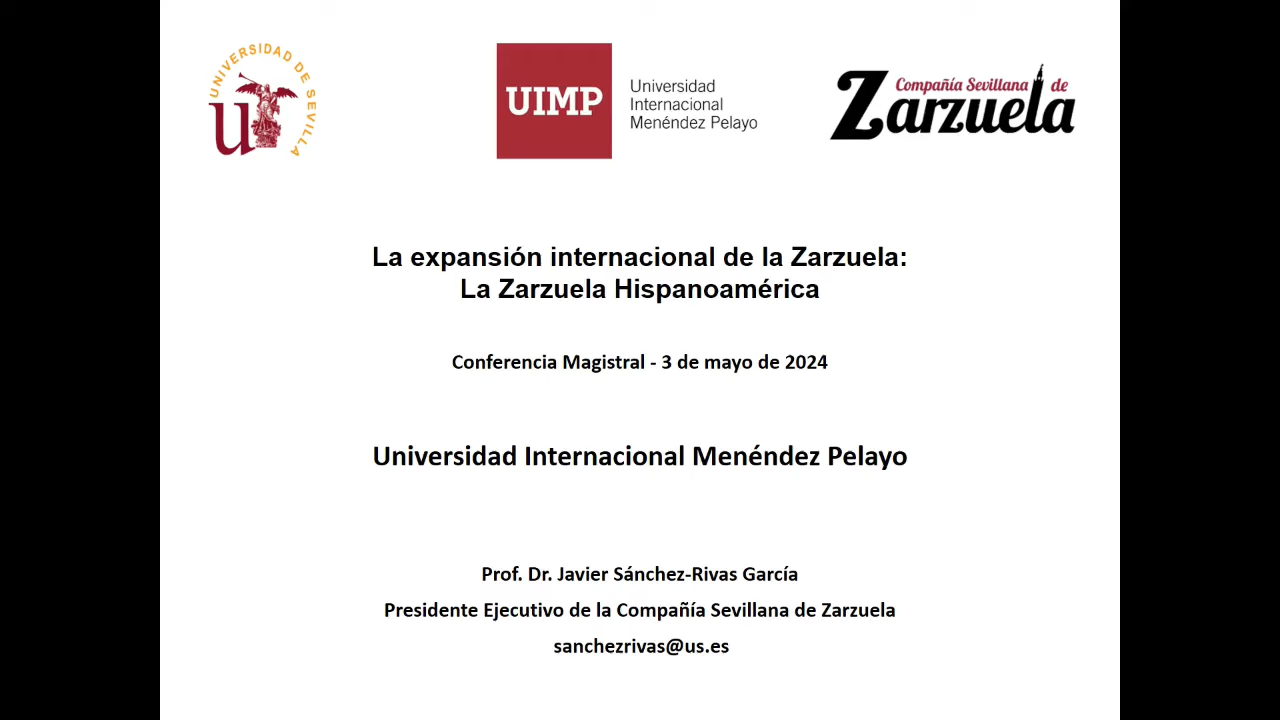 UNIVERSIDAD DE SEVILLA
u
UIMP
Universidad
Internacional
Menéndez Pelayo
Compañía Sevillana de
Zarzuela
La expansión internacional de la Zarzuela:
La Zarzuela Hispanoamérica
Conferencia Magistral - 3 de mayo de 2024
Universidad Internacional Menéndez Pelayo
Prof. Dr. Javier Sánchez-Rivas García
Presidente Ejecutivo de la Compañía Sevillana de Zarzuela
sanchezrivas@us.es